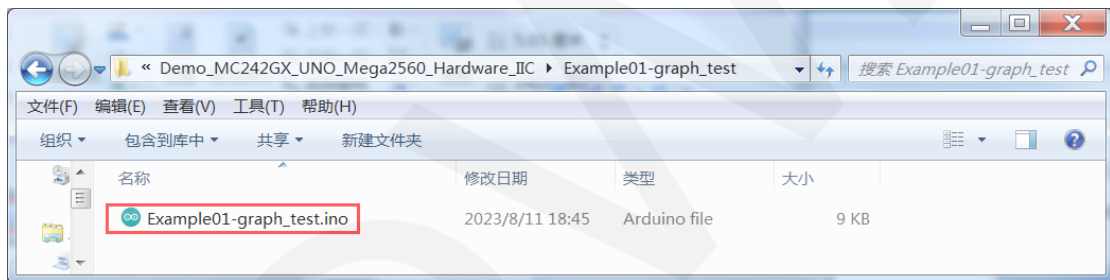 « Demo_MC242GX_UNO_Mega2560_Hardware_IIC ▸ Example01-graph_test 搜索 Example01-graph_test
文件(F) 编辑(E) 查看(V) 工具(T) 帮助(H)
组织 包含到库中 共享 新建文件夹
名称 修改日期 类型 大小
Example01-graph_test.ino 2023/8/11 18:45 Arduino file 9 KB